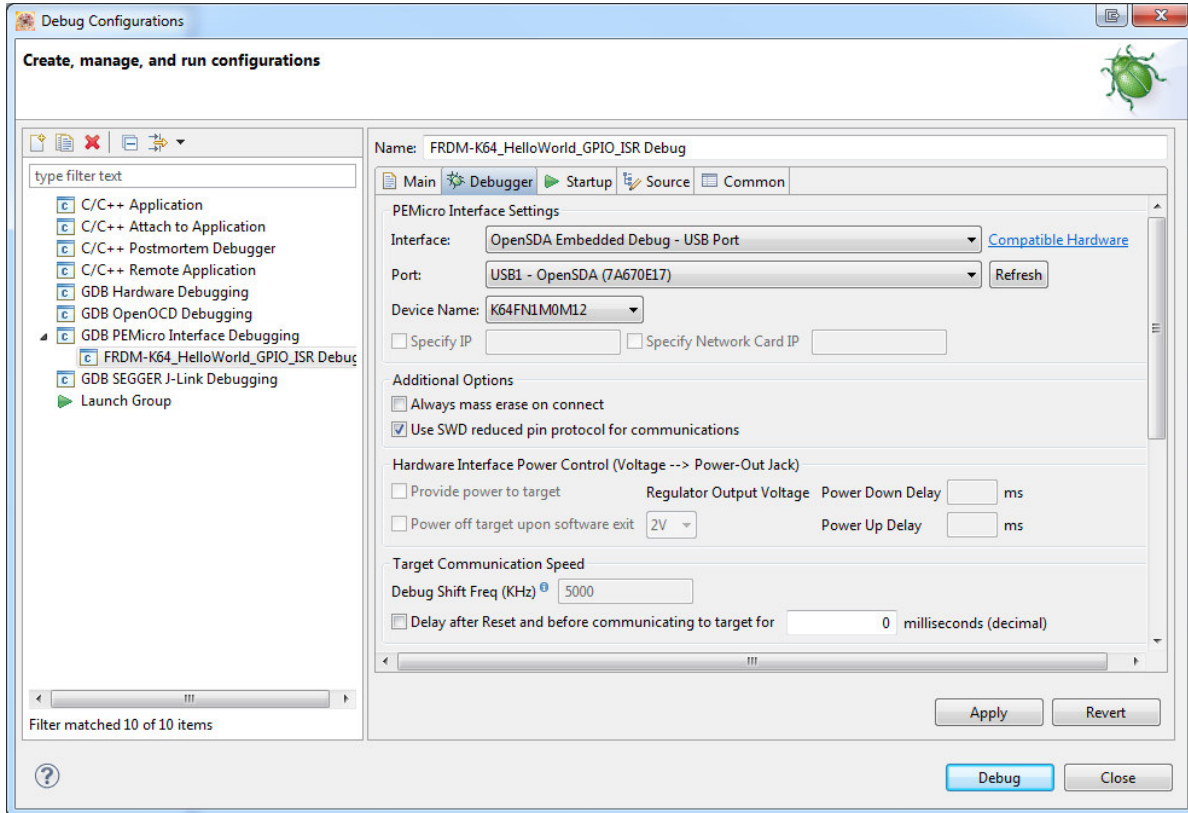 Debug Configurations
Create, manage, and run configurations
type filter text
C/C++ Application
C/C++ Attach to Application
C/C++ Postmortem Debugger
C/C++ Remote Application
GDB Hardware Debugging
GDB OpenOCD Debugging
GDB PEMicro Interface Debugging
FRDM-K64_HelloWorld_GPIO_ISR Debug
GDB SEGGER J-Link Debugging
Launch Group
Filter matched 10 of 10 items
Name: FRDM-K64_HelloWorld_GPIO_ISR Debug
Main Debugger Startup Source Common
PEMicro Interface Settings
Interface: OpenSDA Embedded Debug - USB Port Compatible Hardware
Port: USB1 - OpenSDA (7A670E17) Refresh
Device Name: K64FN1M0M12
Specify IP Specify Network Card IP
Additional Options
Always mass erase on connect
Use SWD reduced pin protocol for communications
Hardware Interface Power Control (Voltage --> Power-Out Jack)
Provide power to target Regulator Output Voltage Power Down Delay ms
Power off target upon software exit 2V Power Up Delay ms
Target Communication Speed
Debug Shift Freq (KHz) 5000
Delay after Reset and before communicating to target for 0 milliseconds (decimal)
Apply Revert
Debug Close